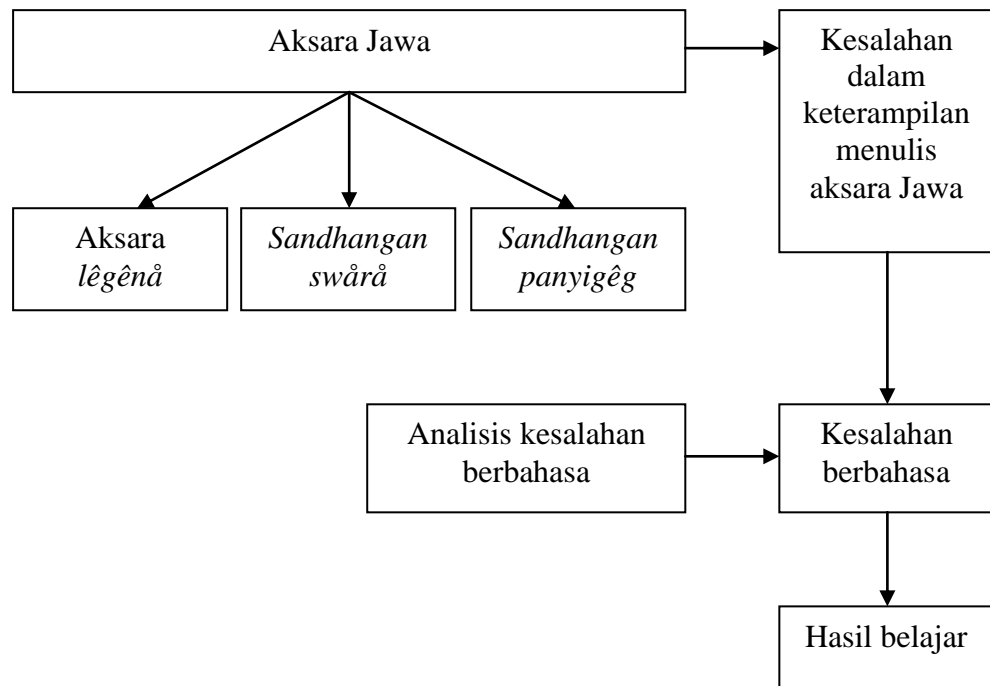 Aksara Jawa
Kesalahan
dalam
keterampilan
menulis
aksara Jawa
Aksara
lêgênå
Sandhangan
swårå
Sandhangan
panyigêg
Analisis kesalahan
berbahasa
Kesalahan
berbahasa
Hasil belajar